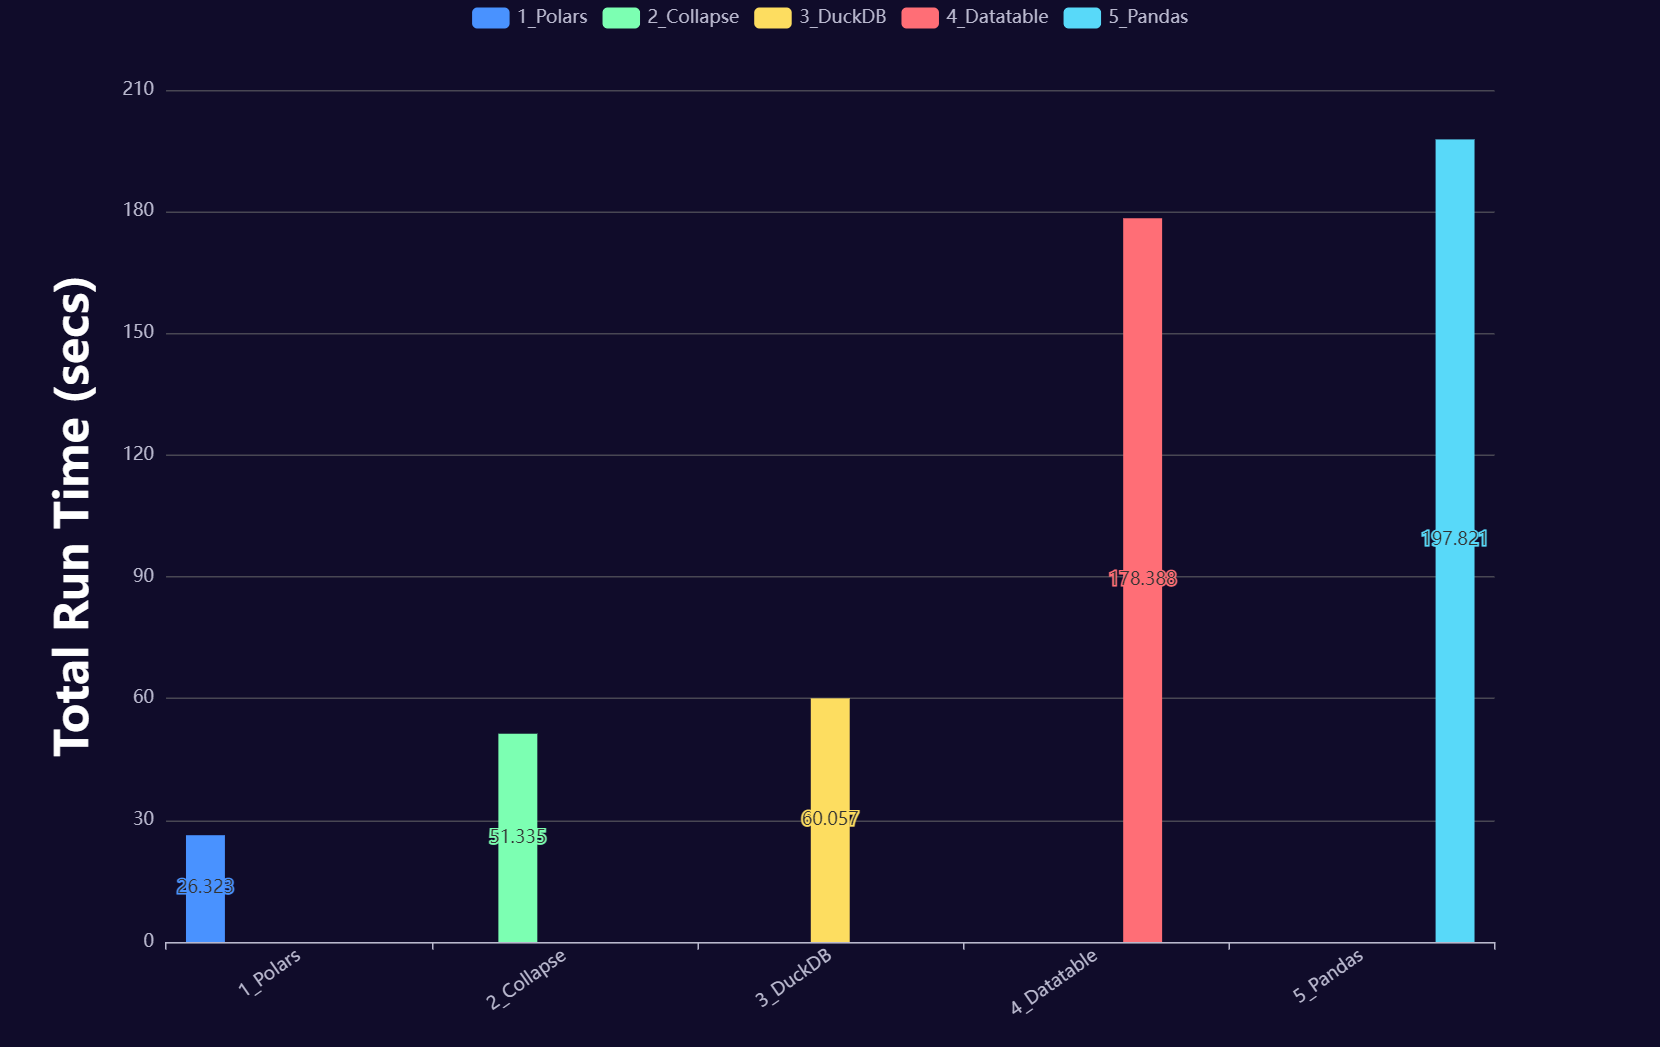 1_Polars 2_Collapse 3_DuckDB 4_Datatable 5_Pandas
Total Run Time (secs)
210
180
150
120
90
60
30
0
26.323
51.335
60.057
178.388
197.821
1_Polars
2_Collapse
3_DuckDB
4_Datatable
5_Pandas